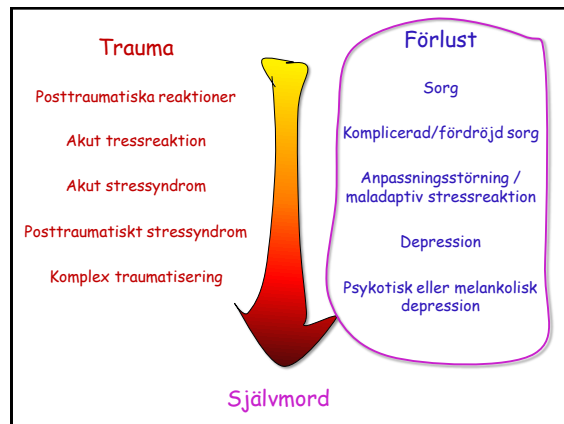 Trauma
Posttraumatiska reaktioner
Akut tressreaktion
Akut stressyndrom
Posttraumatiskt stressyndrom
Komplex traumatisering
Förlust
Sorg
Komplicerad/fördröjd sorg
Anpassningsstörning /
maladaptiv stressreaktion
Depression
Psykotisk eller melankolisk
depression
Självmord